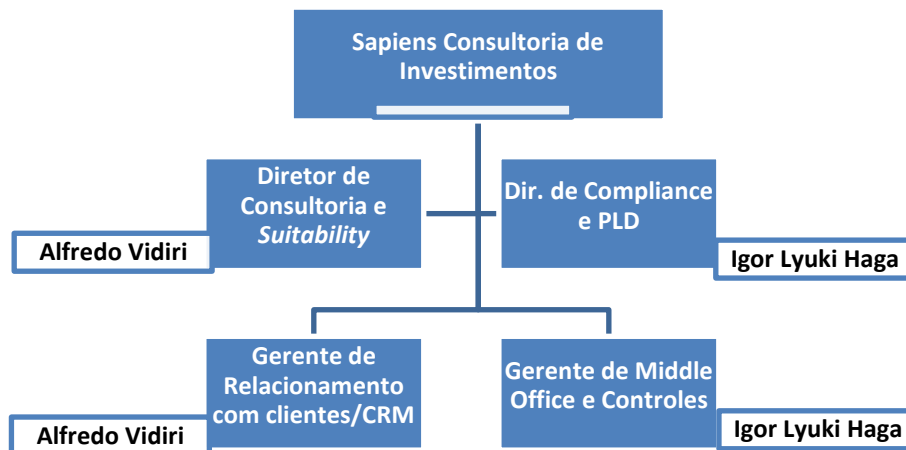 Sapiens Consultoria de
Investimentos
Diretor de
Consultoria e
Suitability
Alfredo Vidiri
Dir. de Compliance
e PLD
Igor Lyuki Haga
Gerente de
Relacionamento
com clientes/CRM
Alfredo Vidiri
Gerente de Middle
Office e Controles
Igor Lyuki Haga